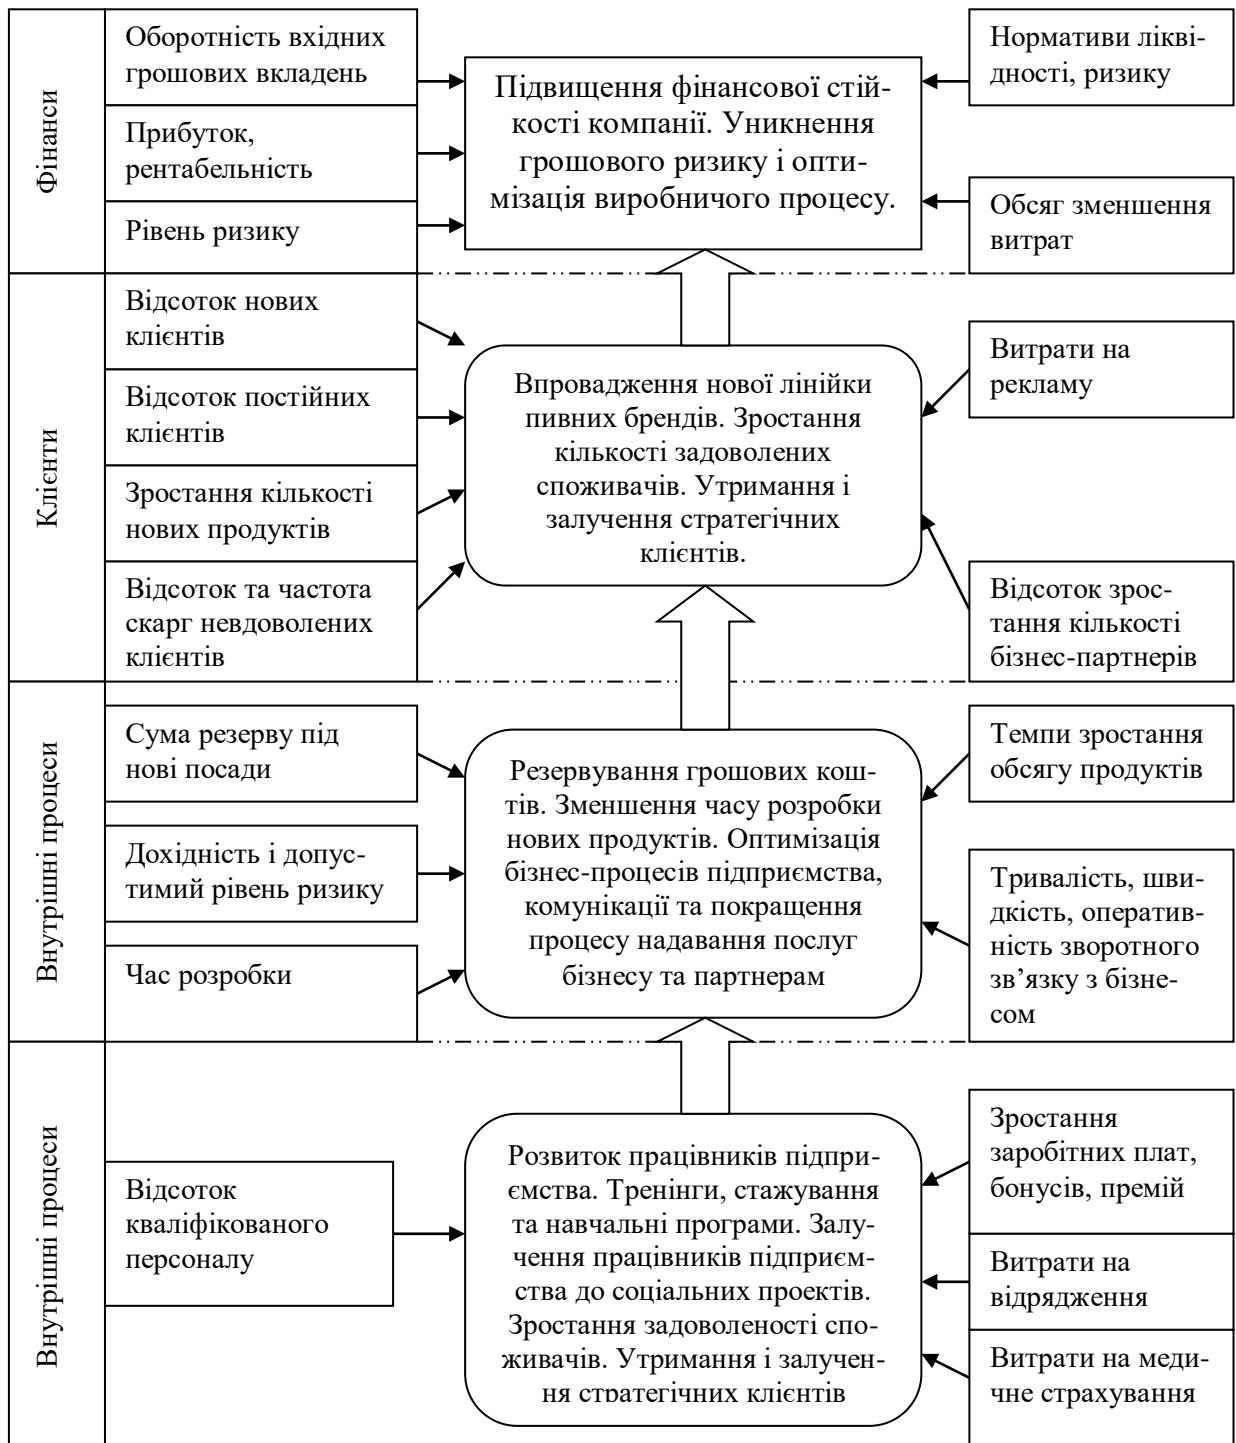 Фінанси
Оборотність вхідних
грошових вкладень
Прибуток,
рентабельність
Рівень ризику
Підвищення фінансової стій-
кості компанії. Уникнення
грошового ризику і опти-
мізація виробничого процесу.
Нормативи лікві-
дності, ризику
Обсяг зменшення
витрат
Клієнти
Відсоток нових
клієнтів
Відсоток постійних
клієнтів
Зростання кількості
нових продуктів
Відсоток та частота
скарг невдоволених
клієнтів
Впровадження нової лінійки
пивних брендів. Зростання
кількості задоволених
споживачів. Утримання і
залучення стратегічних
клієнтів.
Витрати на
рекламу
Відсоток зрос-
тання кількості
бізнес-партнерів
Внутрішні процеси
Сума резерву під
нові посади
Дохідність і допус-
тимий рівень ризику
Час розробки
Резервування грошових кош-
тів. Зменшення часу розробки
нових продуктів. Оптимізація
бізнес-процесів підприємства,
комунікації та покращення
процесу надавання послуг
бізнесу та партнерам
Темпи зростання
обсягу продуктів
Тривалість, шви-
дкість, оператив-
ність зворотного
зв’язку з бізне-
сом
Внутрішні процеси
Відсоток
кваліфікованого
персоналу
Розвиток працівників підпри-
ємства. Тренінги, стажування
та навчальні програми. Залу-
чення працівників підприєм-
ства до соціальних проектів.
Зростання задоволеності спо-
живачів. Утримання і залучен-
ня стратегічних клієнтів
Зростання
заробітних плат,
бонусів, премій
Витрати на
відрядження
Витрати на меди-
чне страхування